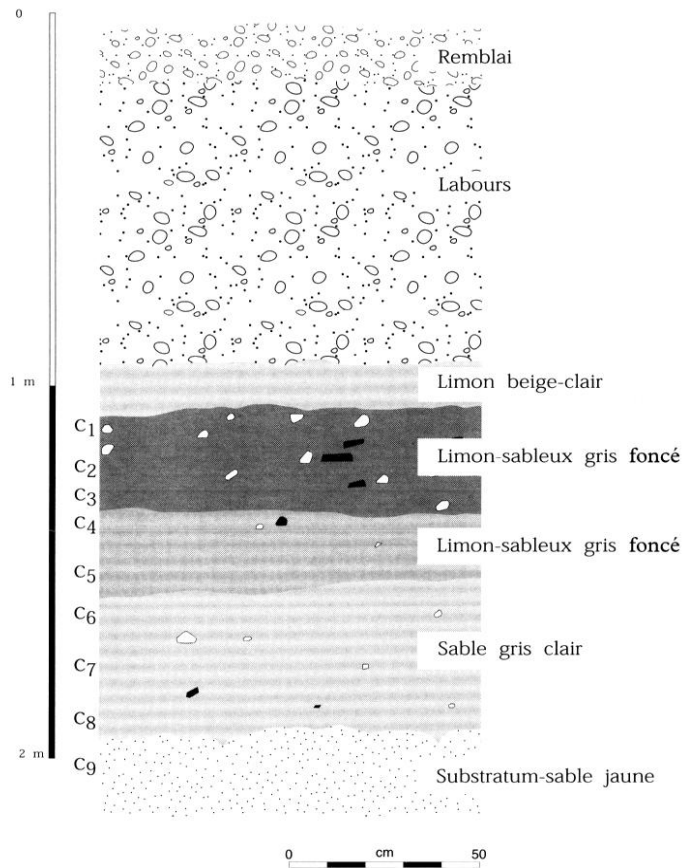 0
Remblai
Labours
1 m
Limon beige-clair
C1
Limon-sableux gris foncé
C2
C3
C4
Limon-sableux gris foncé
C5
C6
Sable gris clair
C7
C8
2 m
C9
Substratum-sable jaune
0 cm 50